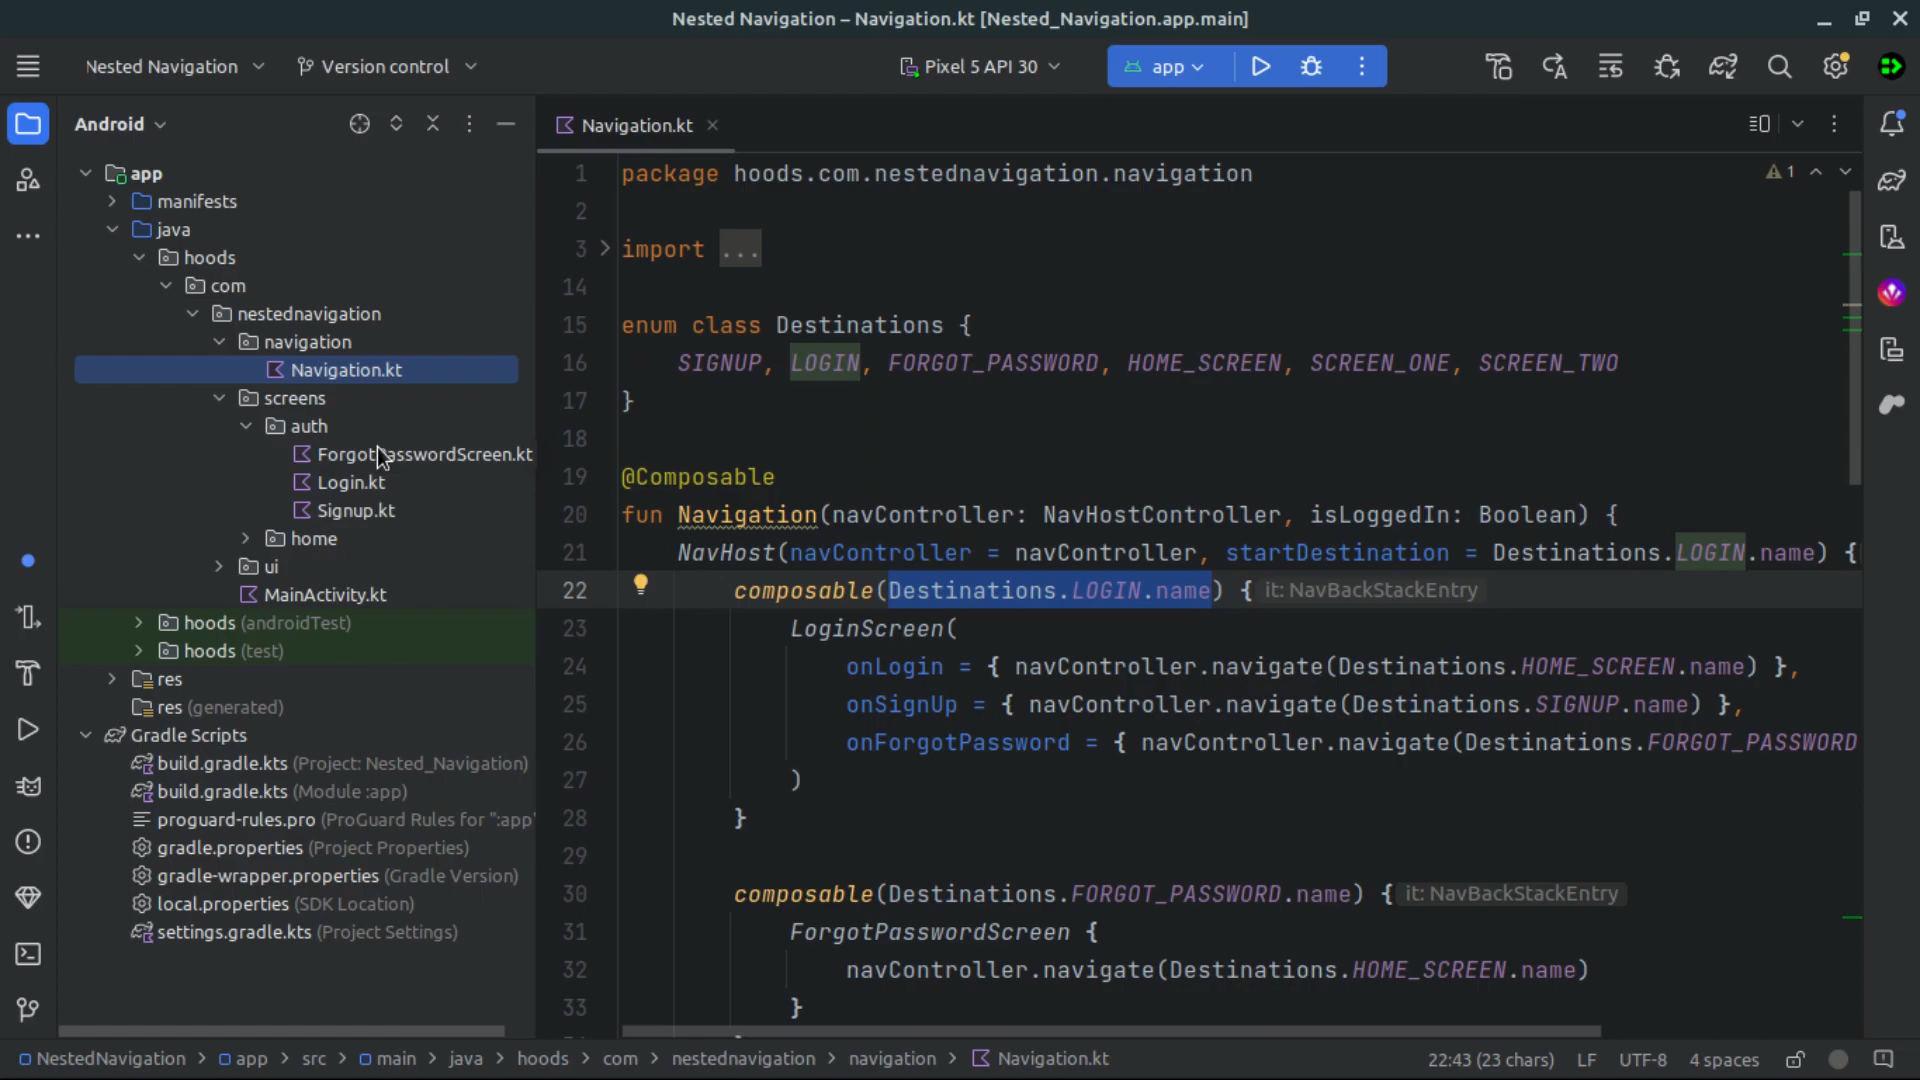 Nested Navigation – Navigation.kt [Nested_Navigation.app.main]
Nested Navigation
Version control
Pixel 5 API 30
app
Android
app
manifests
java
hoods
com
nestednavigation
navigation
Navigation.kt
screens
auth
ForgotPasswordScreen.kt
Login.kt
Signup.kt
home
ui
MainActivity.kt
hoods (androidTest)
hoods (test)
res
res (generated)
Gradle Scripts
build.gradle.kts (Project: Nested_Navigation)
build.gradle.kts (Module :app)
proguard-rules.pro (ProGuard Rules for ":app"
gradle.properties (Project Properties)
gradle-wrapper.properties (Gradle Version)
local.properties (SDK Location)
settings.gradle.kts (Project Settings)
Navigation.kt
1
1 package hoods.com.nestednavigation.navigation
2
3 import ...
14
15 enum class Destinations {
16 SIGNUP, LOGIN, FORGOT_PASSWORD, HOME_SCREEN, SCREEN_ONE, SCREEN_TWO
17 }
18
19 @Composable
20 fun Navigation(navController: NavHostController, isLoggedIn: Boolean) {
21 NavHost(navController = navController, startDestination = Destinations.LOGIN.name) {
22 composable(Destinations.LOGIN.name) { it: NavBackStackEntry
23 LoginScreen(
24 onLogin = { navController.navigate(Destinations.HOME_SCREEN.name) },
25 onSignUp = { navController.navigate(Destinations.SIGNUP.name) },
26 onForgotPassword = { navController.navigate(Destinations.FORGOT_PASSWORD
27 )
28 }
29
30 composable(Destinations.FORGOT_PASSWORD.name) { it: NavBackStackEntry
31 ForgotPasswordScreen {
32 navController.navigate(Destinations.HOME_SCREEN.name)
33 }
NestedNavigation > app > src > main > java > hoods > com > nestednavigation > navigation > Navigation.kt
22:43 (23 chars) LF UTF-8 4 spaces